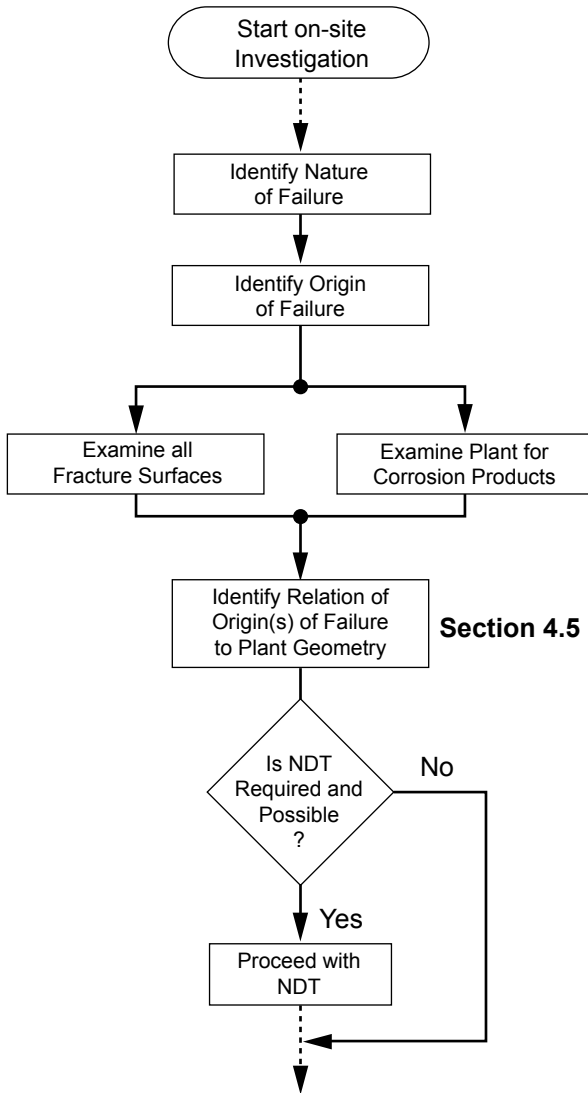 Start on-site
Investigation
Identify Nature
of Failure
Identify Origin
of Failure
Examine all
Fracture Surfaces
Examine Plant for
Corrosion Products
Identify Relation of
Origin(s) of Failure
to Plant Geometry
Section 4.5
Is NDT
Required and
Possible
?
No
Yes
Proceed with
NDT